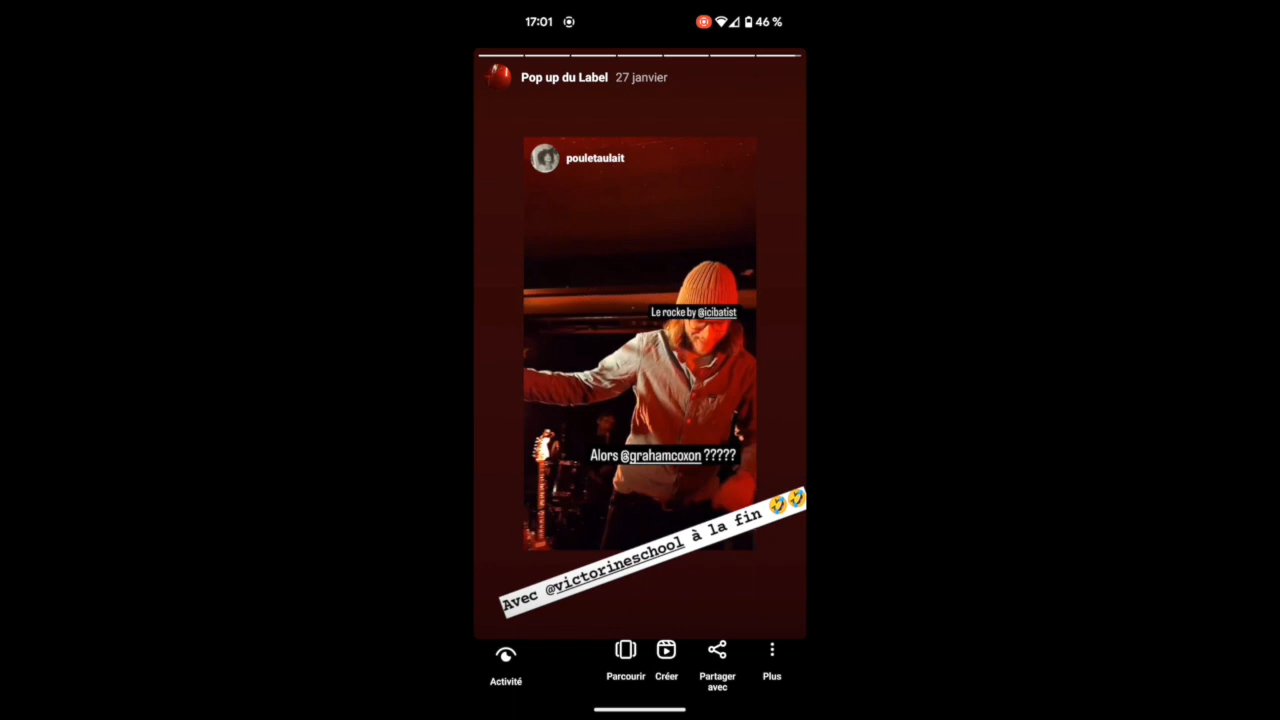 17:01
46 %
Pop up du Label 27 janvier
pouletaulait
Le rocke by @icibatist
Alors @grahamcoxon ?????
Avec @victorineschool à la fin 🤣🤣
Activité
Parcourir
Créer
Partager
avec
Plus